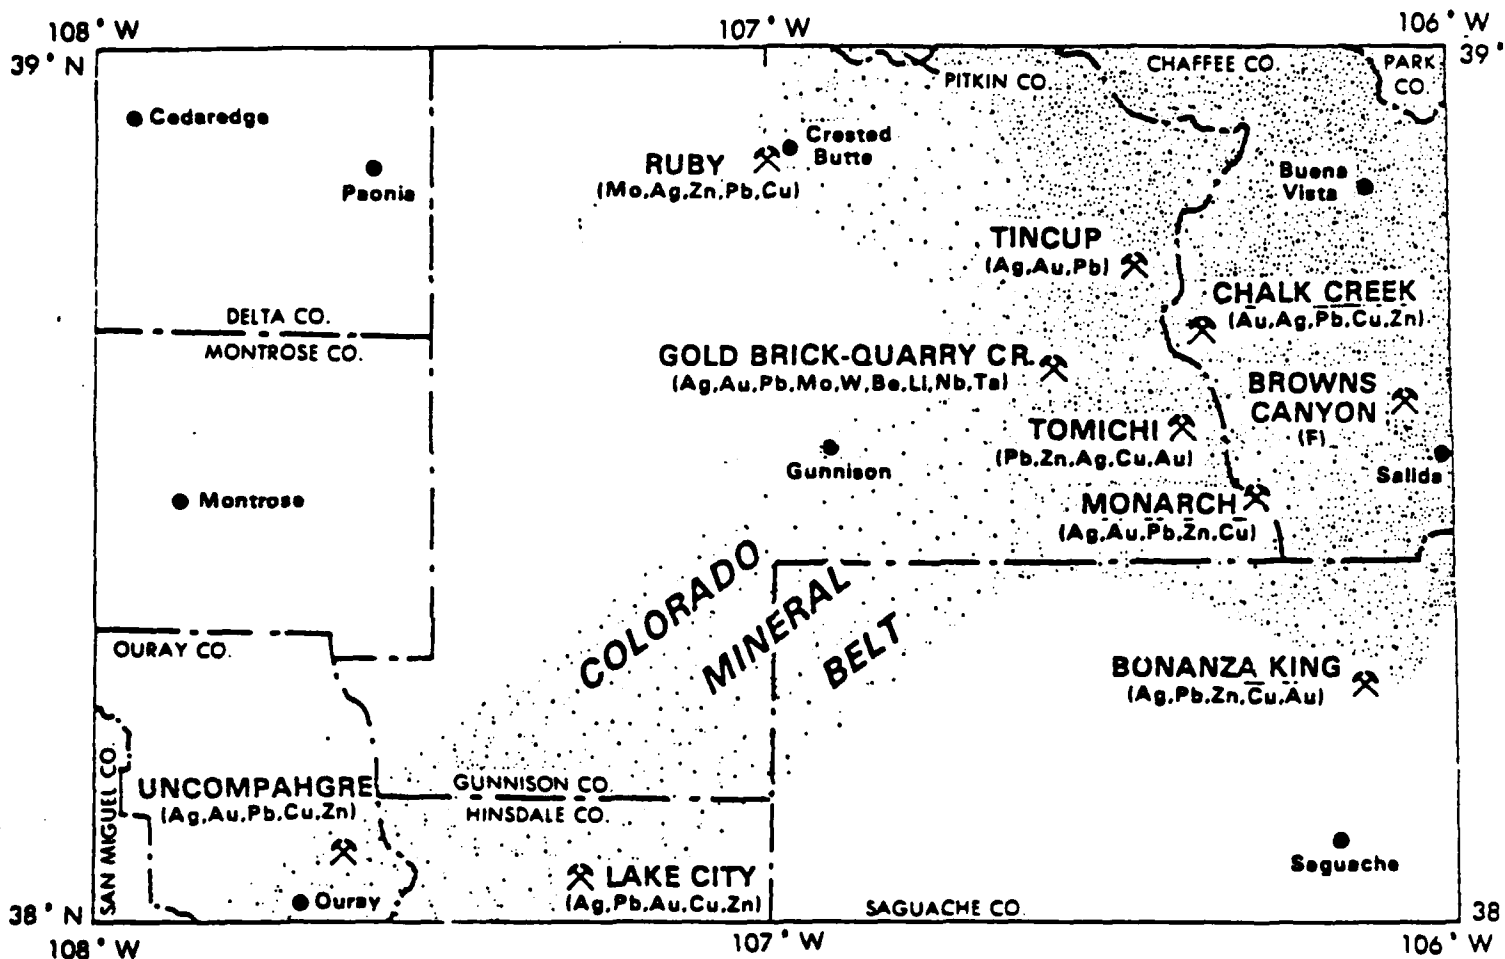 108° W
107° W
106° W
39° N
39°
CHAFFEE CO.
PARK
CO.
PITKIN CO.
Cedaredge
Crested
Butte
RUBY
(Mo,Ag,Zn,Pb,Cu)
Paonia
Buena
Vista
TINCUP
(Ag,Au,Pb)
CHALK CREEK
(Au,Ag,Pb,Cu,Zn)
DELTA CO.
MONTROSE CO.
GOLD BRICK-QUARRY CR.
(Ag,Au,Pb,Mo,W,Be,Li,Nb,Ta)
BROWNS
CANYON
(F)
TOMICHI
(Pb,Zn,Ag,Cu,Au)
Gunnison
Salida
Montrose
MONARCH
(Ag,Au,Pb,Zn,Cu)
COLORADO
MINERAL
BELT
OURAY CO.
BONANZA KING
(Ag,Pb,Zn,Cu,Au)
SAN MIGUEL CO.
UNCOMPAHGRE
(Ag,Au,Pb,Cu,Zn)
GUNNISON CO.
HINSDALE CO.
Saguache
LAKE CITY
(Ag,Pb,Au,Cu,Zn)
Ouray
SAGUACHE CO.
38° N
38
108° W
107° W
106° W